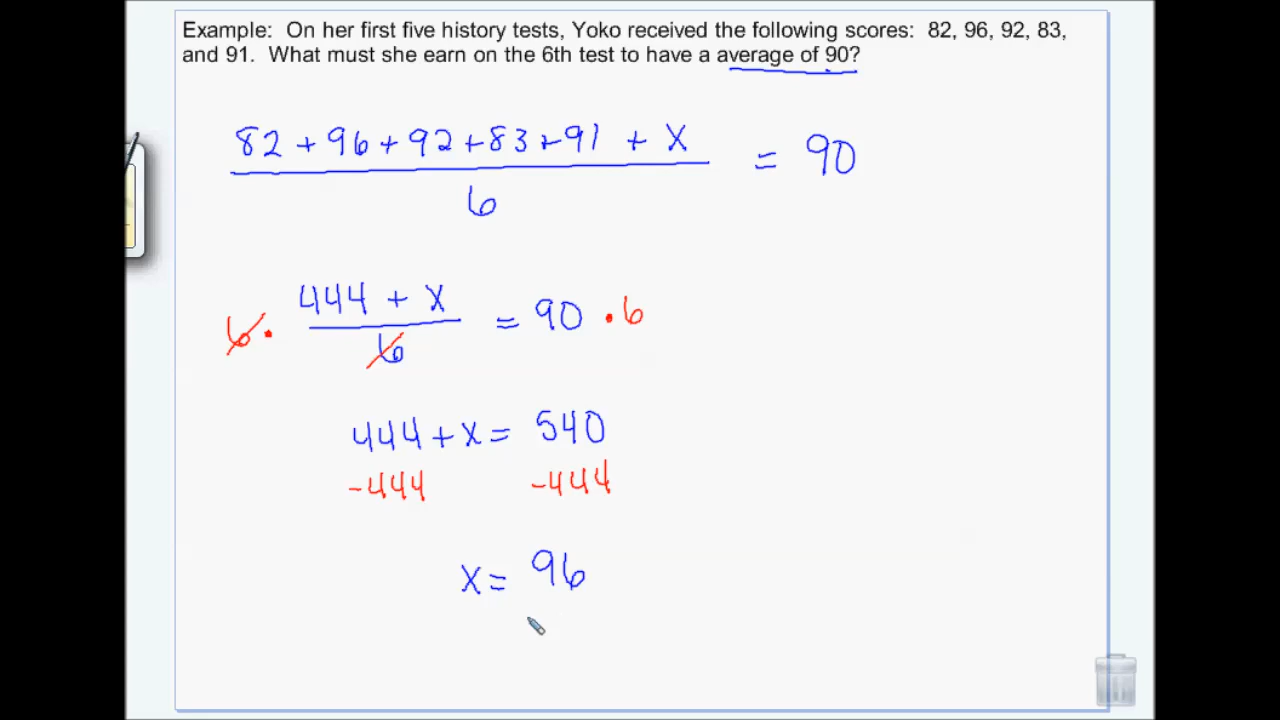 Example: On her first five history tests, Yoko received the following scores: 82, 96, 92, 83,
and 91. What must she earn on the 6th test to have a average of 90?
82 + 96 + 92 + 83 + 91 + x
= 90
6
6 · 444 + x = 90 · 6
6
444 + x = 540
-444 -444
x = 96